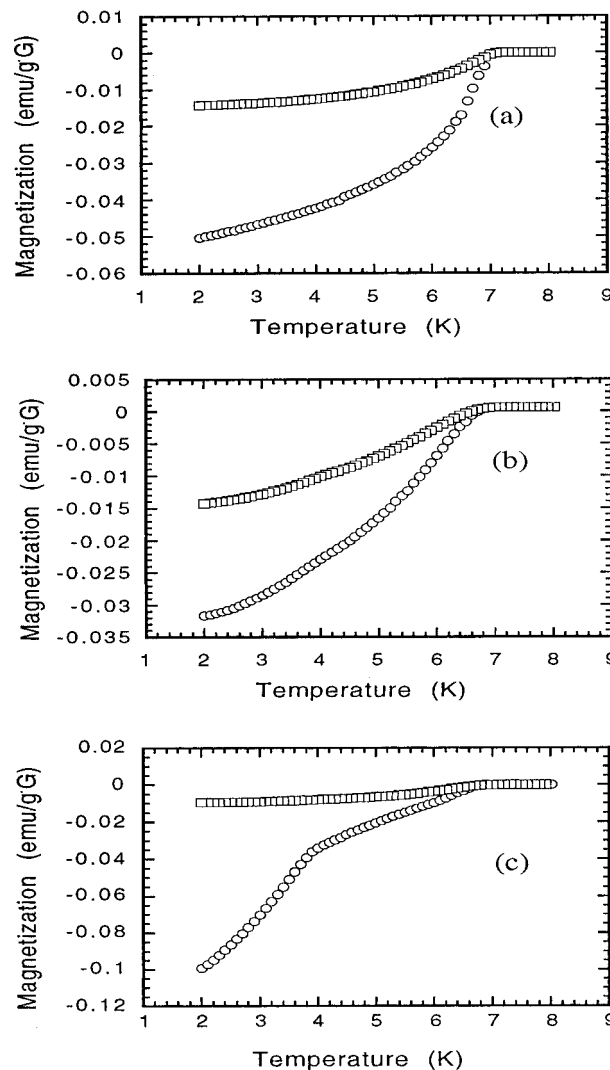 Magnetization (emu/g·G)
0.01
0
-0.01
-0.02
-0.03
-0.04
-0.05
-0.06
(a)
1 2 3 4 5 6 7 8 9
Temperature (K)
Magnetization (emu/g·G)
0.005
0
-0.005
-0.01
-0.015
-0.02
-0.025
-0.03
-0.035
(b)
1 2 3 4 5 6 7 8 9
Temperature (K)
Magnetization (emu/g·G)
0.02
0
-0.02
-0.04
-0.06
-0.08
-0.1
-0.12
(c)
1 2 3 4 5 6 7 8 9
Temperature (K)